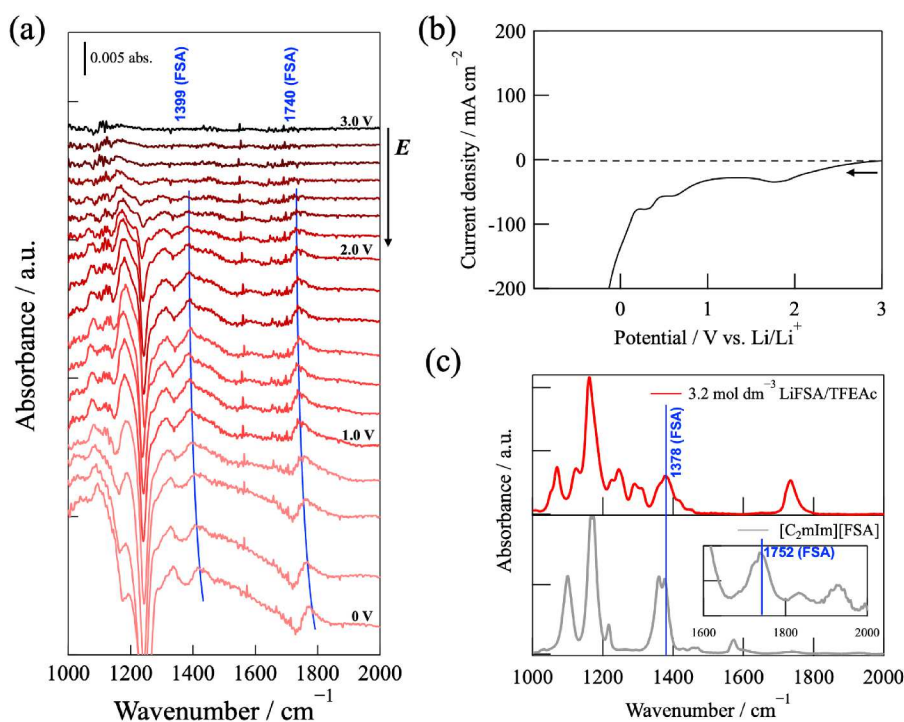 (a)
0.005 abs.
1399 (FSA)
1740 (FSA)
3.0 V
E
2.0 V
1.0 V
0 V
Absorbance / a.u.
1000 1200 1400 1600 1800 2000
Wavenumber / cm⁻¹
(b)
200
100
0
-100
-200
Current density / mA cm⁻²
0 1 2 3
Potential / V vs. Li/Li⁺
(c)
3.2 mol dm⁻³ LiFSA/TFEAc
1378 (FSA)
[C₂mIm][FSA]
1752 (FSA)
1600 1800 2000
Absorbance / a.u.
1000 1200 1400 1600 1800 2000
Wavenumber / cm⁻¹